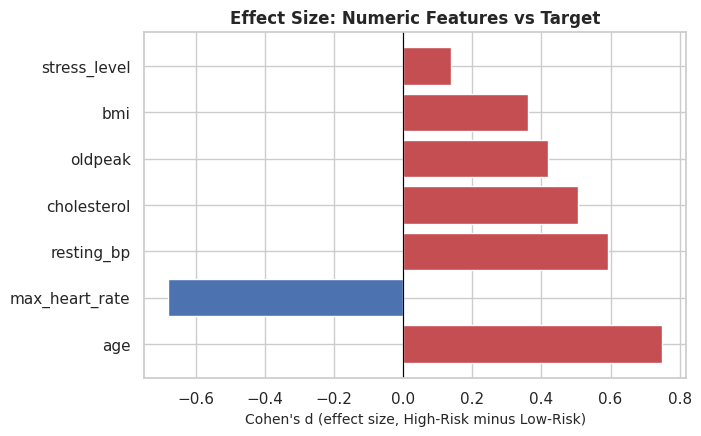 Effect Size: Numeric Features vs Target
stress_level
bmi
oldpeak
cholesterol
resting_bp
max_heart_rate
age
−0.6 −0.4 −0.2 0.0 0.2 0.4 0.6 0.8
Cohen's d (effect size, High-Risk minus Low-Risk)